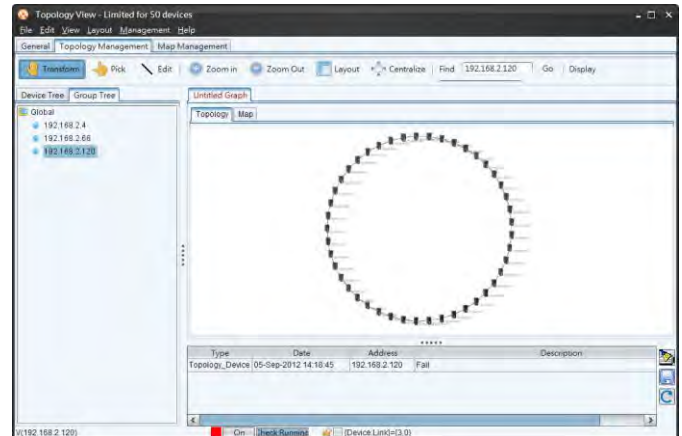 Topology View - Limited for 50 devices
File Edit View Layout Management Help
General Topology Management Map Management
Transform Pick Edit Zoom in Zoom Out Layout Centralize Find 192.168.2.120 Go Display
Device Tree Group Tree Untitled Graph
Global
192.168.2.4
192.168.2.66
192.168.2.120
Topology Map
Type Date Address Description
Topology_Device 05-Sep-2012 14:18:45 192.168.2.120 Fail
V(192.168.2.120) On Check Running (Device:Link)=(3:0)